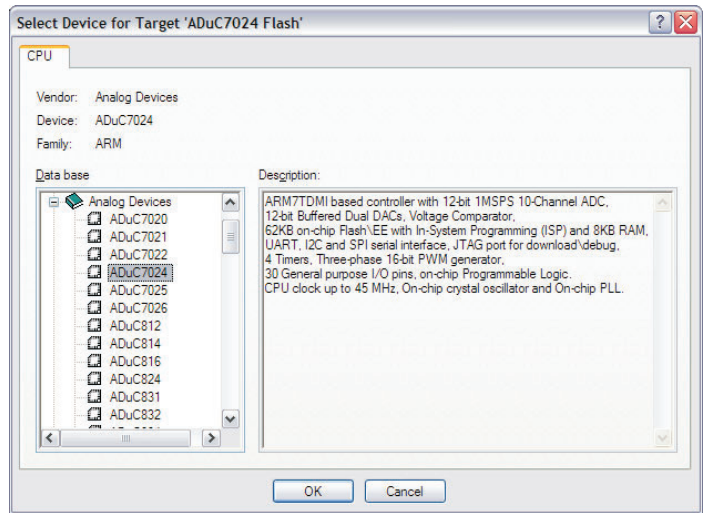 Select Device for Target 'ADuC7024 Flash'
CPU
Vendor: Analog Devices
Device: ADuC7024
Family: ARM
Data base
Description:
Analog Devices
ADuC7020
ADuC7021
ADuC7022
ADuC7024
ADuC7025
ADuC7026
ADuC812
ADuC814
ADuC816
ADuC824
ADuC831
ADuC832
ARM7TDMI based controller with 12-bit 1MSPS 10-Channel ADC,
12-bit Buffered Dual DACs, Voltage Comparator,
62KB on-chip Flash\EE with In-System Programming (ISP) and 8KB RAM,
UART, I2C and SPI serial interface, JTAG port for download\debug,
4 Timers, Three-phase 16-bit PWM generator,
30 General purpose I/O pins, on-chip Programmable Logic.
CPU clock up to 45 MHz, On-chip crystal oscillator and On-chip PLL.
OK
Cancel